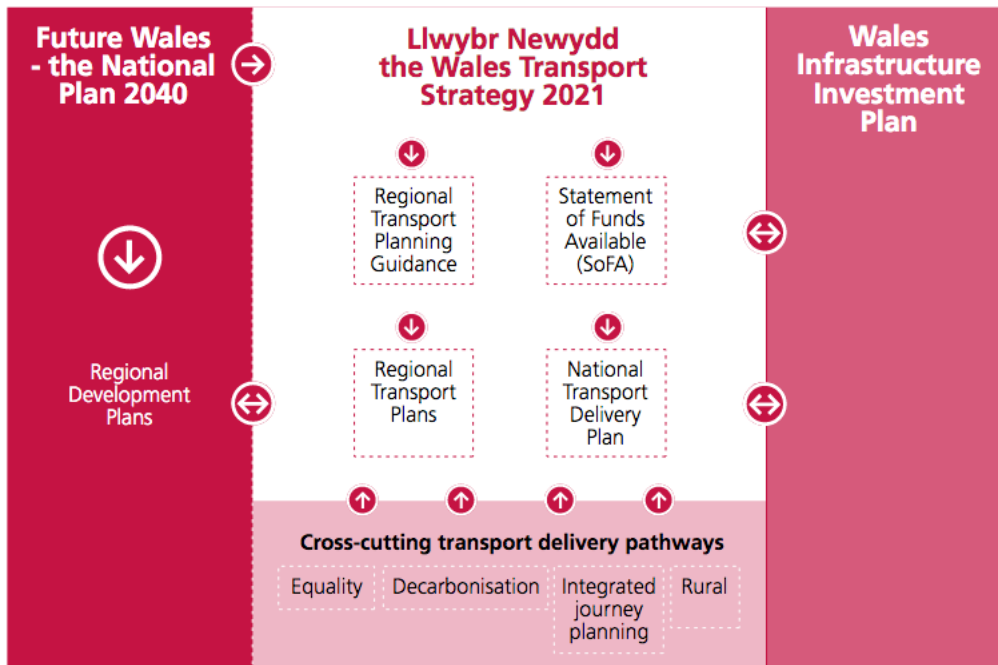 Future Wales
- the National
Plan 2040
Regional
Development
Plans
Llwybr Newydd
the Wales Transport
Strategy 2021
Regional
Transport
Planning
Guidance
Statement
of Funds
Available
(SoFA)
Regional
Transport
Plans
National
Transport
Delivery
Plan
Cross-cutting transport delivery pathways
Equality
Decarbonisation
Integrated
journey
planning
Rural
Wales
Infrastructure
Investment
Plan